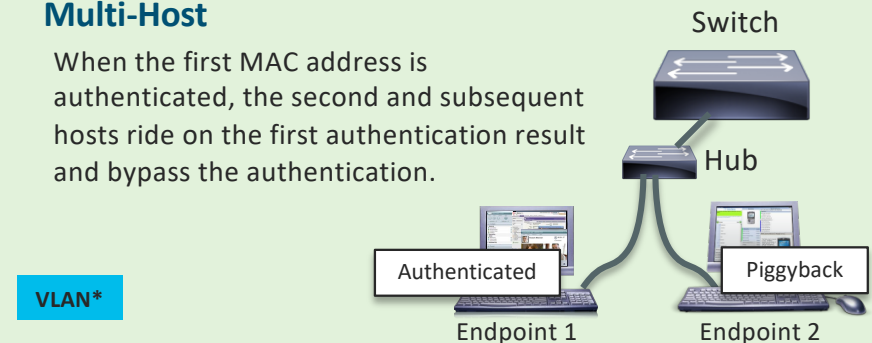 Multi-Host
When the first MAC address is
authenticated, the second and subsequent
hosts ride on the first authentication result
and bypass the authentication.
VLAN*
Switch
Hub
Authenticated
Piggyback
Endpoint 1
Endpoint 2